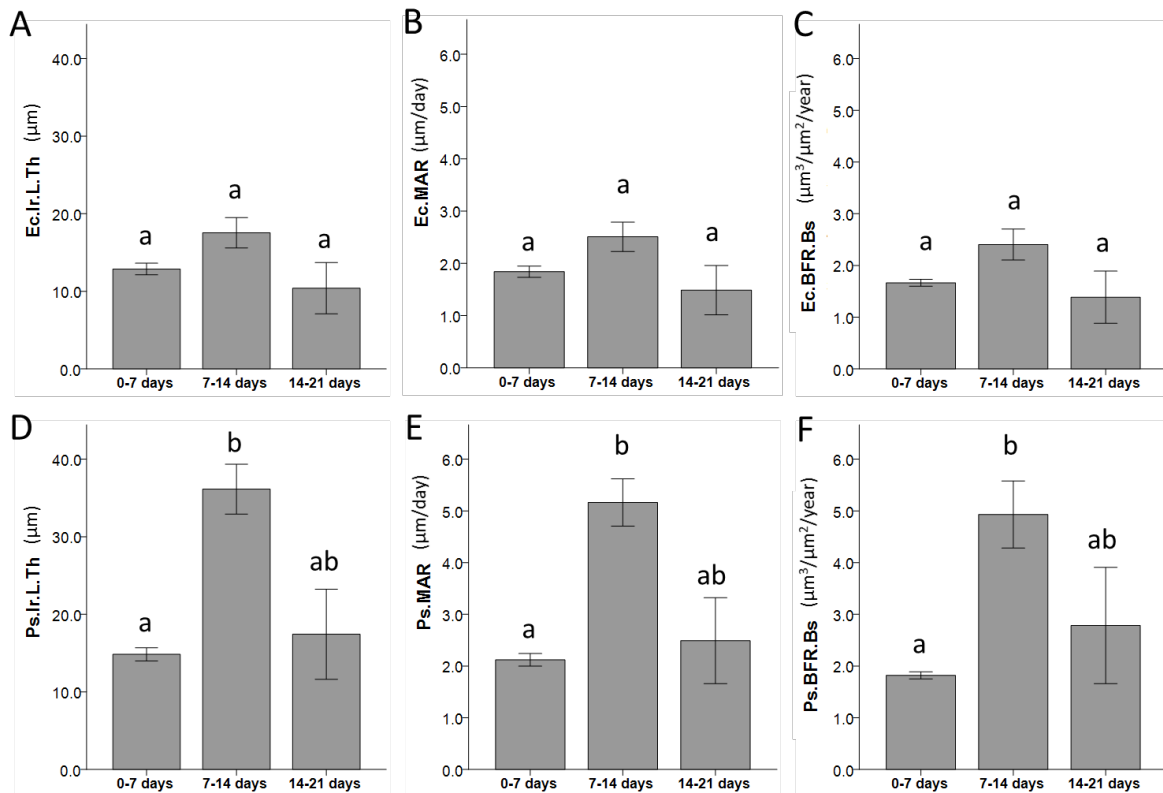 A
Ec.Ir.L.Th (μm)
40.0
30.0
20.0
10.0
0.0
a
a
a
0-7 days 7-14 days 14-21 days
B
Ec.MAR (μm/day)
6.0
5.0
4.0
3.0
2.0
1.0
0.0
a
a
a
0-7 days 7-14 days 14-21 days
C
Ec.BFR.Bs (μm³/μm²/year)
6.0
5.0
4.0
3.0
2.0
1.0
0.0
a
a
a
0-7 days 7-14 days 14-21 days
D
Ps.Ir.L.Th (μm)
40.0
30.0
20.0
10.0
0.0
a
b
ab
0-7 days 7-14 days 14-21 days
E
Ps.MAR (μm/day)
6.0
5.0
4.0
3.0
2.0
1.0
0.0
a
b
ab
0-7 days 7-14 days 14-21 days
F
Ps.BFR.Bs (μm³/μm²/year)
6.0
5.0
4.0
3.0
2.0
1.0
0.0
a
b
ab
0-7 days 7-14 days 14-21 days